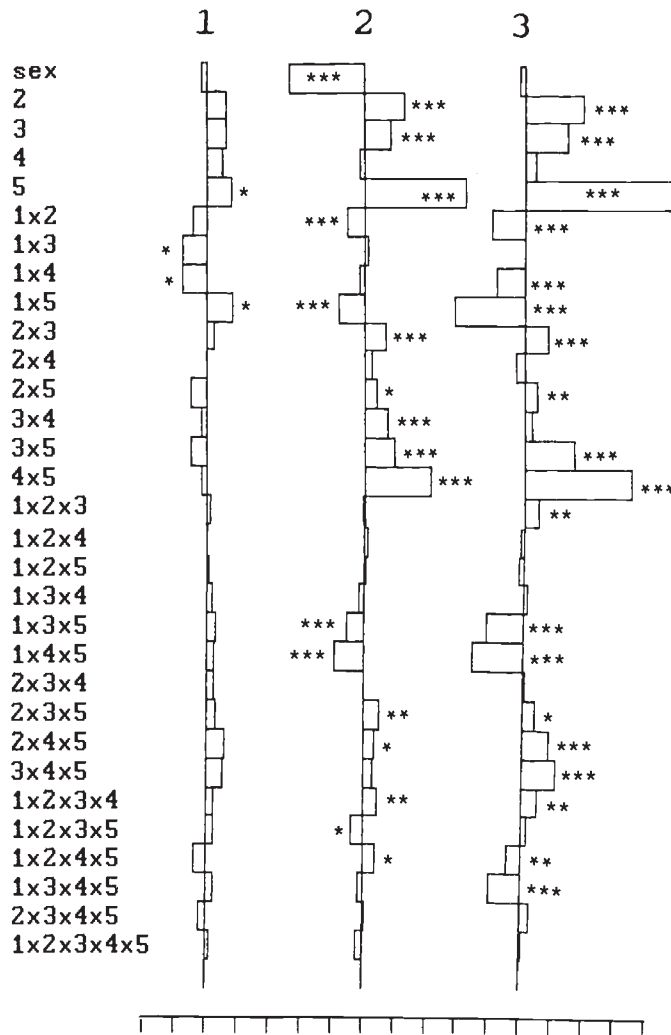 1 2 3
sex *** 
2 *** ***
3 *** ***
4
5 * *** ***
1x2 *** ***
1x3 *
1x4 * ***
1x5 * *** ***
2x3 *** ***
2x4
2x5 * **
3x4 ***
3x5 *** ***
4x5 *** ***
1x2x3 **
1x2x4
1x2x5
1x3x4
1x3x5 *** ***
1x4x5 *** ***
2x3x4
2x3x5 ** *
2x4x5 * ***
3x4x5 ***
1x2x3x4 ** **
1x2x3x5 *
1x2x4x5 * **
1x3x4x5 ***
2x3x4x5
1x2x3x4x5